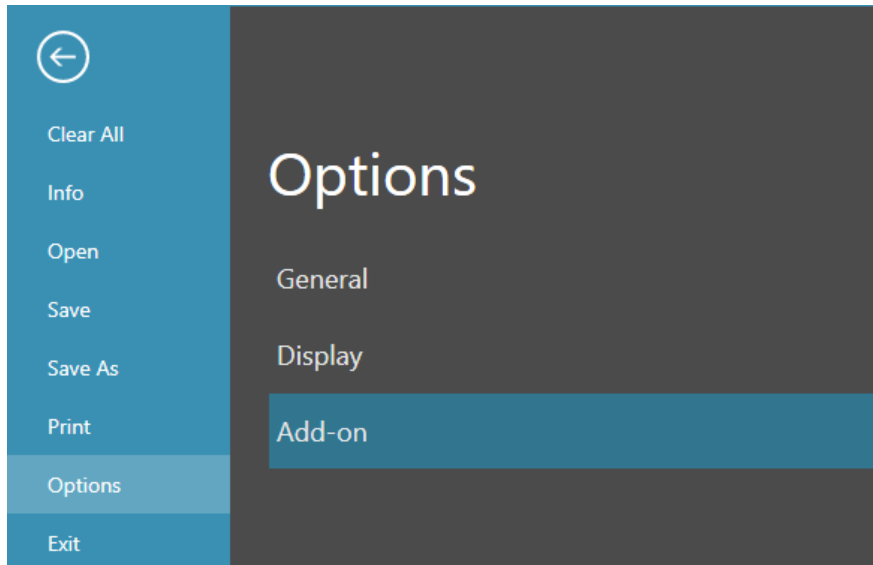 Clear All
Info
Open
Save
Save As
Print
Options
Exit
Options
General
Display
Add-on